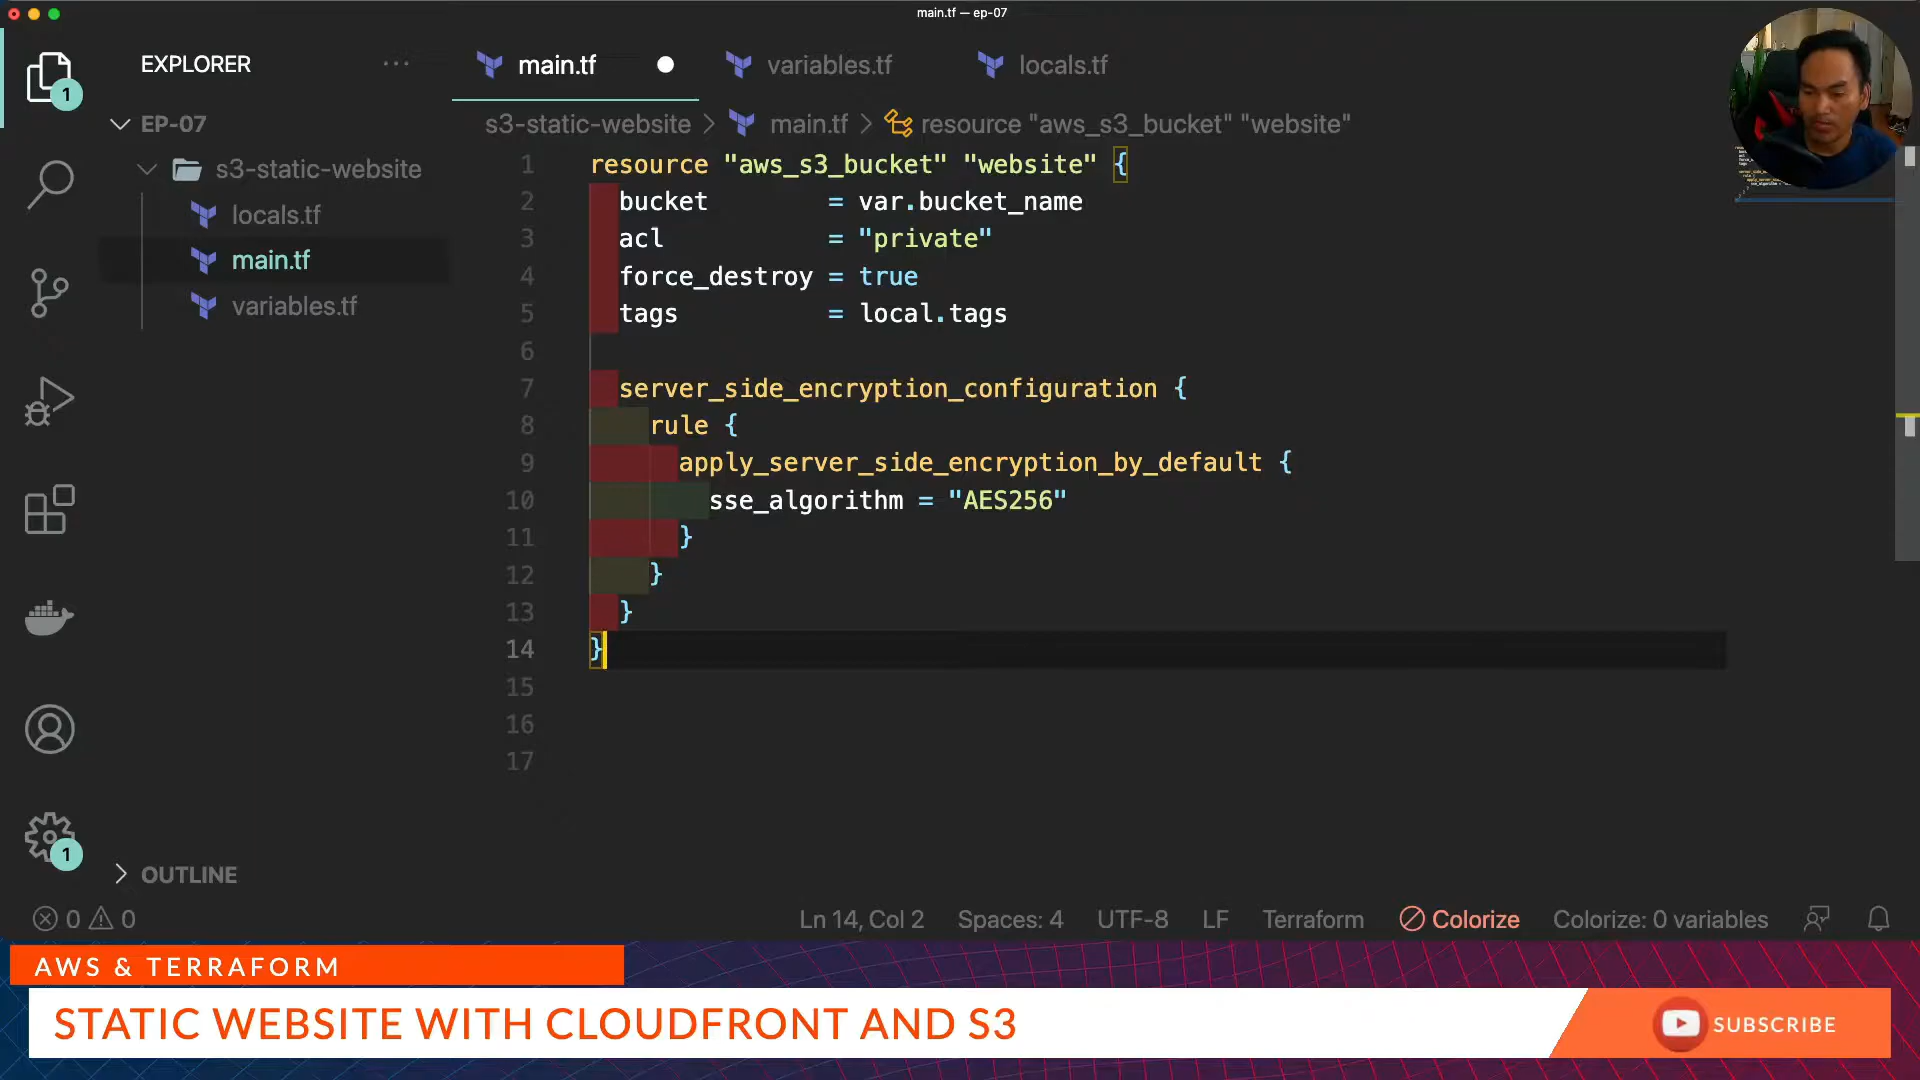 main.tf — ep-07
EXPLORER
...
main.tf
variables.tf
locals.tf
1
EP-07
s3-static-website > main.tf > resource "aws_s3_bucket" "website"
s3-static-website
locals.tf
main.tf
variables.tf
1 resource "aws_s3_bucket" "website" {
2 bucket = var.bucket_name
3 acl = "private"
4 force_destroy = true
5 tags = local.tags
6
7 server_side_encryption_configuration {
8 rule {
9 apply_server_side_encryption_by_default {
10 sse_algorithm = "AES256"
11 }
12 }
13 }
14 }
15
16
17
1
OUTLINE
0 0
Ln 14, Col 2
Spaces: 4
UTF-8
LF
Terraform
Colorize
Colorize: 0 variables
AWS & TERRAFORM
STATIC WEBSITE WITH CLOUDFRONT AND S3
SUBSCRIBE